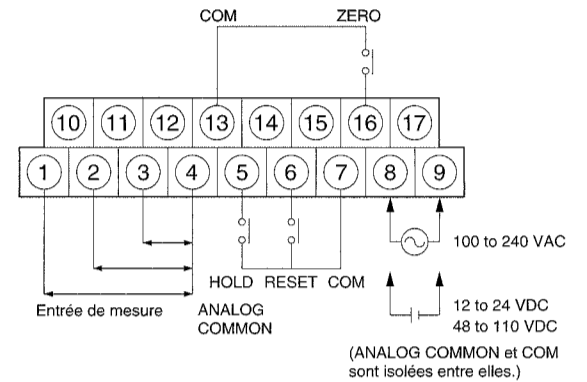 COM ZERO
10 11 12 13 14 15 16 17
1 2 3 4 5 6 7 8 9
100 to 240 VAC
HOLD RESET COM
Entrée de mesure
ANALOG
COMMON
12 to 24 VDC
48 to 110 VDC
(ANALOG COMMON et COM
sont isolées entre elles.)